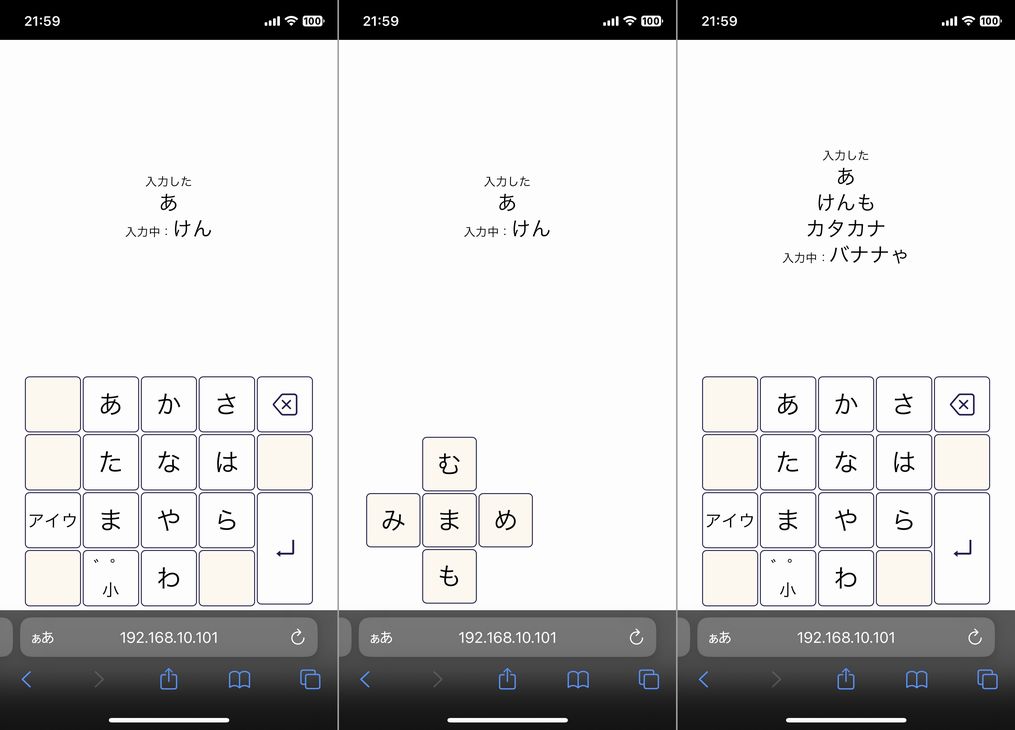 21:59
100
入力した
あ
入力中：けん
あ か さ
た な は
アイウ ま や ら
゛ ゜
小 わ
ぁあ 192.168.10.101
21:59
100
入力した
あ
入力中：けん
む
み ま め
も
ぁあ 192.168.10.101
21:59
100
入力した
あ
けんも
カタカナ
入力中：バナナゃ
あ か さ
た な は
アイウ ま や ら
゛ ゜
小 わ
ぁあ 192.168.10.101